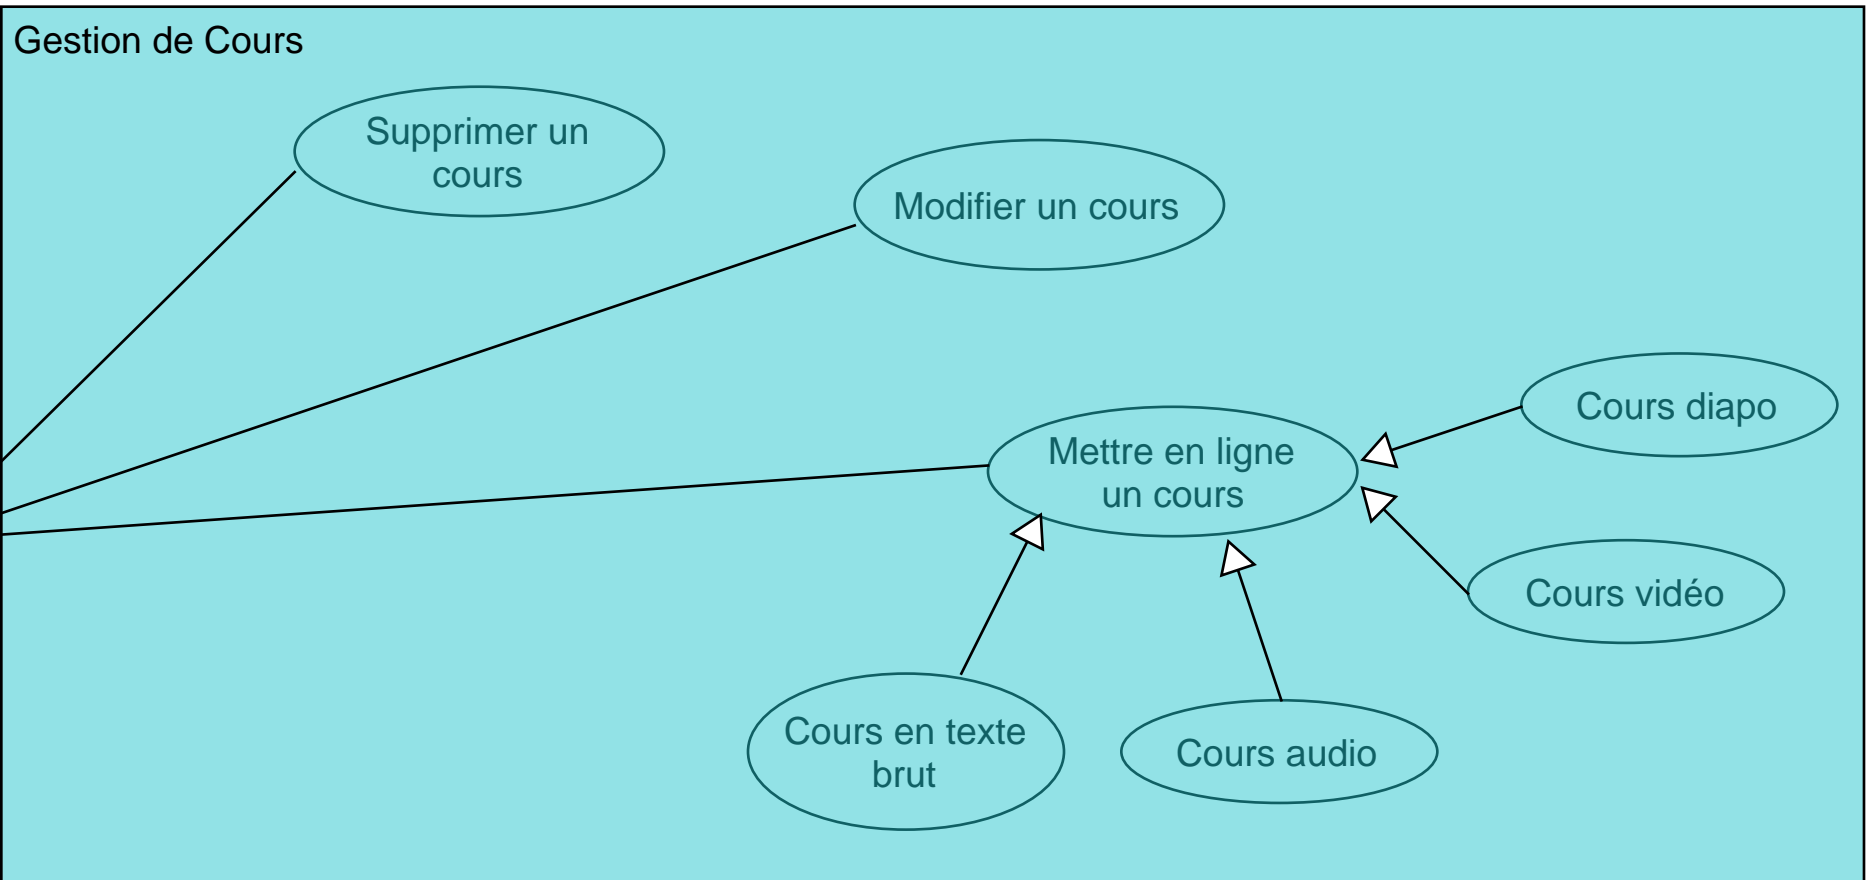 Gestion de Cours
Supprimer un
cours
Modifier un cours
Cours diapo
Mettre en ligne
un cours
Cours vidéo
Cours en texte
brut
Cours audio